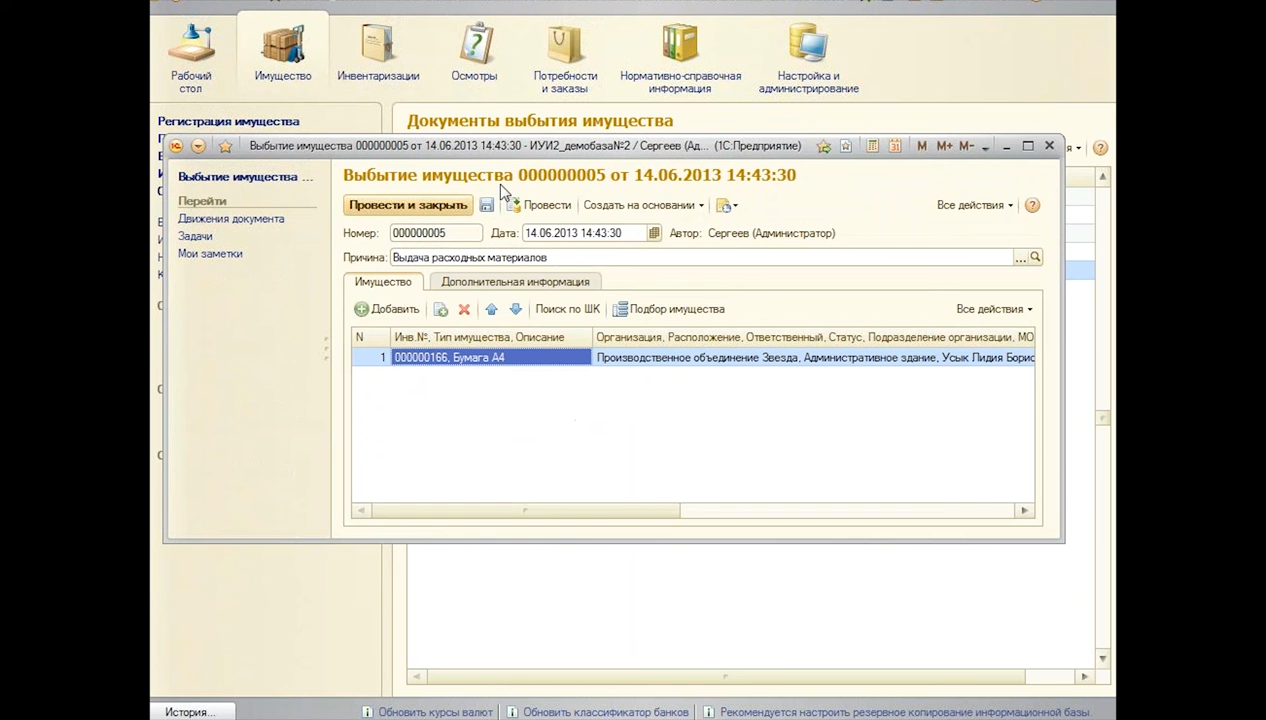 Рабочий
стол
Имущество
Инвентаризации
Осмотры
Потребности
и заказы
Нормативно-справочная
информация
Настройка и
администрирование
Регистрация имущества
Документы выбытия имущества
Выбытие имущества 000000005 от 14.06.2013 14:43:30 - ИУИ2_демобаза№2 / Сергеев (Ад... (1С:Предприятие)
M M+ M-
Выбытие имущества ...
Перейти
Движения документа
Задачи
Мои заметки
Выбытие имущества 000000005 от 14.06.2013 14:43:30
Провести и закрыть
Провести
Создать на основании
Все действия
Номер: 000000005 Дата: 14.06.2013 14:43:30 Автор: Сергеев (Администратор)
Причина: Выдача расходных материалов
Имущество
Дополнительная информация
Добавить
Поиск по ШК
Подбор имущества
Все действия
N Инв.№, Тип имущества, Описание Организация, Расположение, Ответственный, Статус, Подразделение организации, МО
1 000000166, Бумага А4 Производственное объединение Звезда, Административное здание, Усык Лидия Борис
История...
Обновить курсы валют
Обновить классификатор банков
Рекомендуется настроить резервное копирование информационной базы